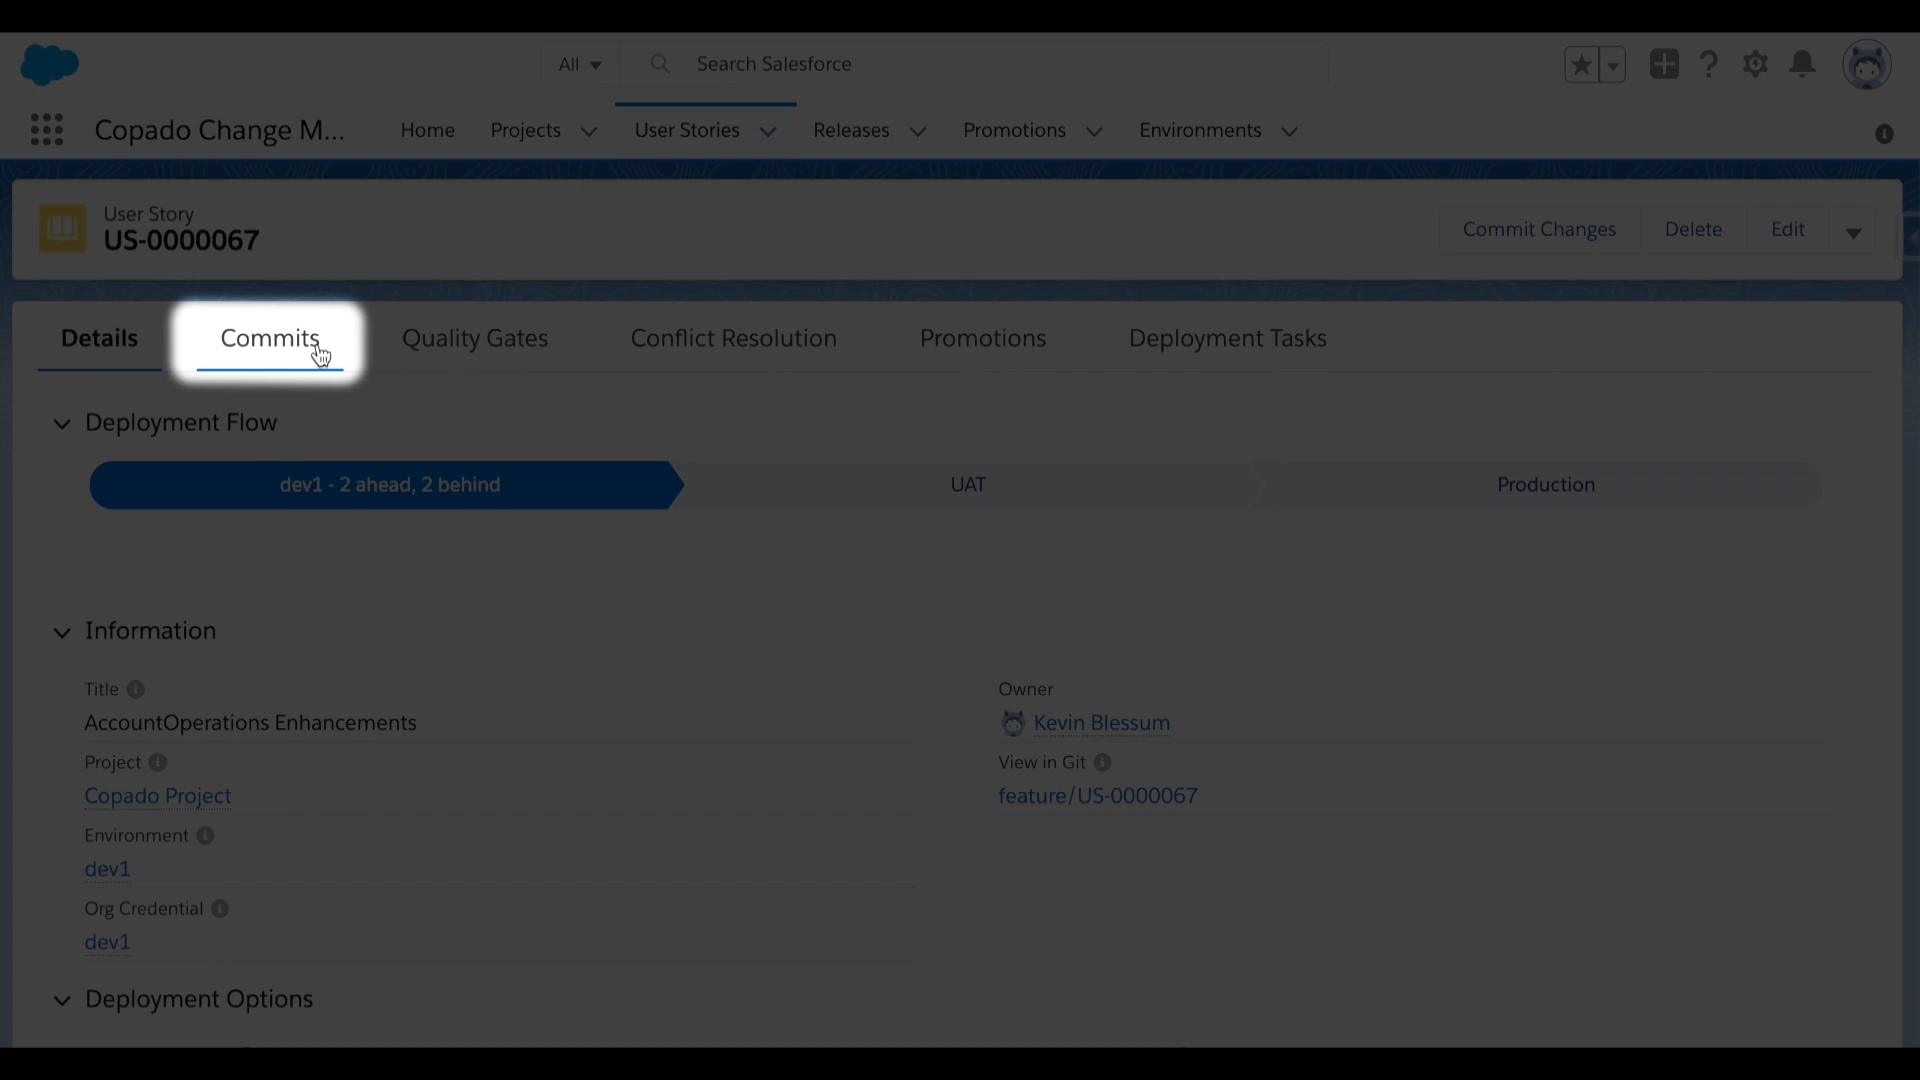 All
Search Salesforce
Copado Change M...
Home
Projects
User Stories
Releases
Promotions
Environments
User Story
US-0000067
Commit Changes
Delete
Edit
Details
Commits
Quality Gates
Conflict Resolution
Promotions
Deployment Tasks
Deployment Flow
dev1 - 2 ahead, 2 behind
UAT
Production
Information
Title
AccountOperations Enhancements
Owner
Kevin Blessum
Project
Copado Project
View in Git
feature/US-0000067
Environment
dev1
Org Credential
dev1
Deployment Options